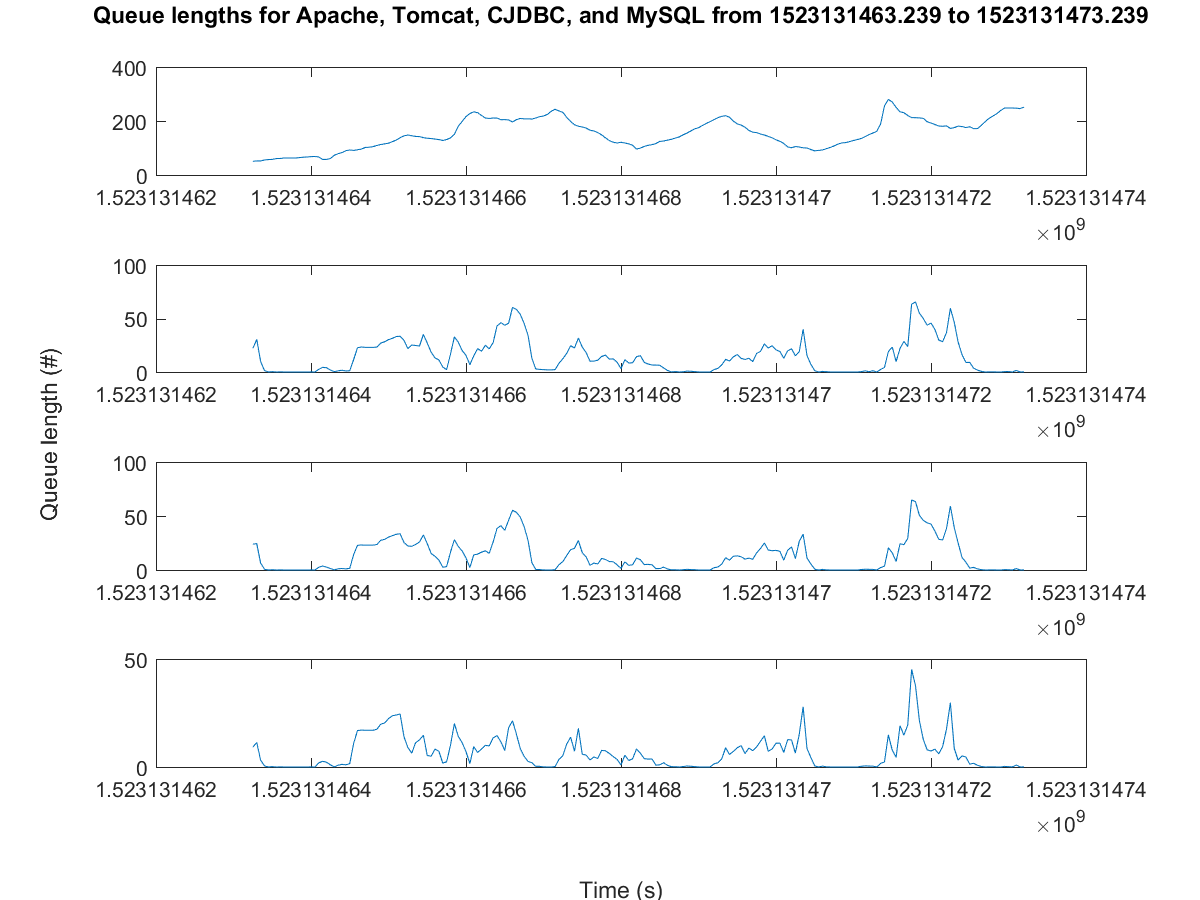 Queue lengths for Apache, Tomcat, CJDBC, and MySQL from 1523131463.239 to 1523131473.239
400
200
0
1.523131462 1.523131464 1.523131466 1.523131468 1.52313147 1.523131472 1.523131474
×10^9
100
50
0
1.523131462 1.523131464 1.523131466 1.523131468 1.52313147 1.523131472 1.523131474
×10^9
Queue length (#)
100
50
0
1.523131462 1.523131464 1.523131466 1.523131468 1.52313147 1.523131472 1.523131474
×10^9
50
0
1.523131462 1.523131464 1.523131466 1.523131468 1.52313147 1.523131472 1.523131474
×10^9
Time (s)